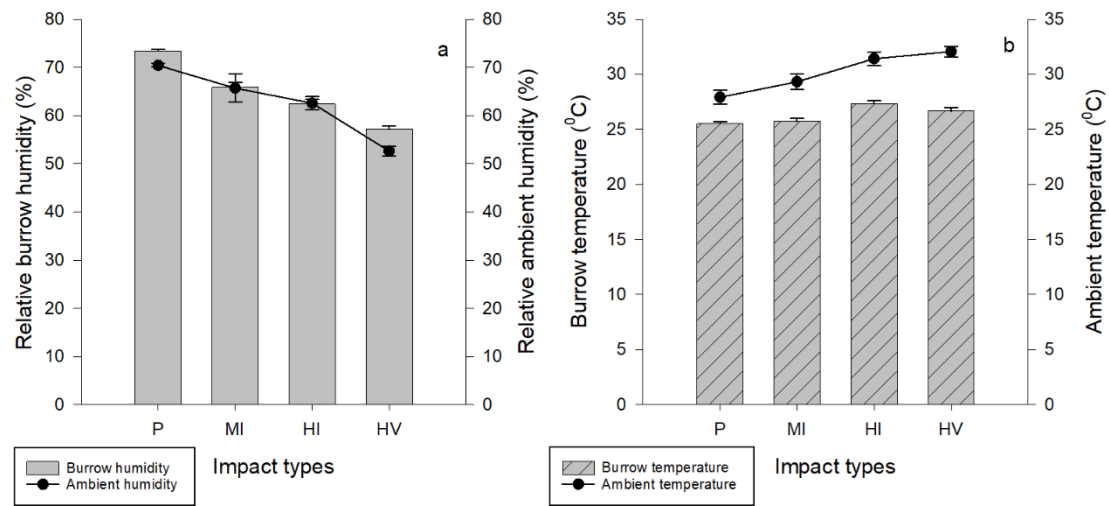 80
70
60
50
40
30
20
10
0
Relative burrow humidity (%)
a
80
70
60
50
40
30
20
10
0
Relative ambient humidity (%)
P MI HI HV
Impact types
Burrow humidity
Ambient humidity
35
30
25
20
15
10
5
0
Burrow temperature (⁰C)
b
35
30
25
20
15
10
5
0
Ambient temperature (⁰C)
P MI HI HV
Impact types
Burrow temperature
Ambient temperature